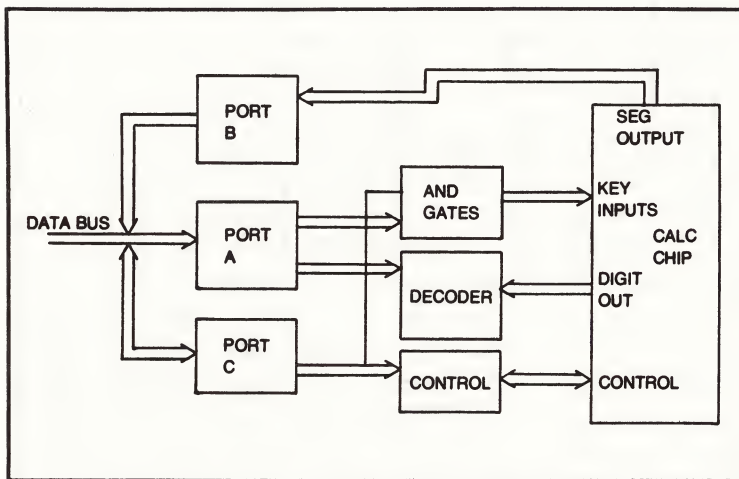 PORT
B
SEG
OUTPUT
AND
GATES
KEY
INPUTS
DATA BUS
PORT
A
CALC
CHIP
DECODER
DIGIT
OUT
PORT
C
CONTROL
CONTROL